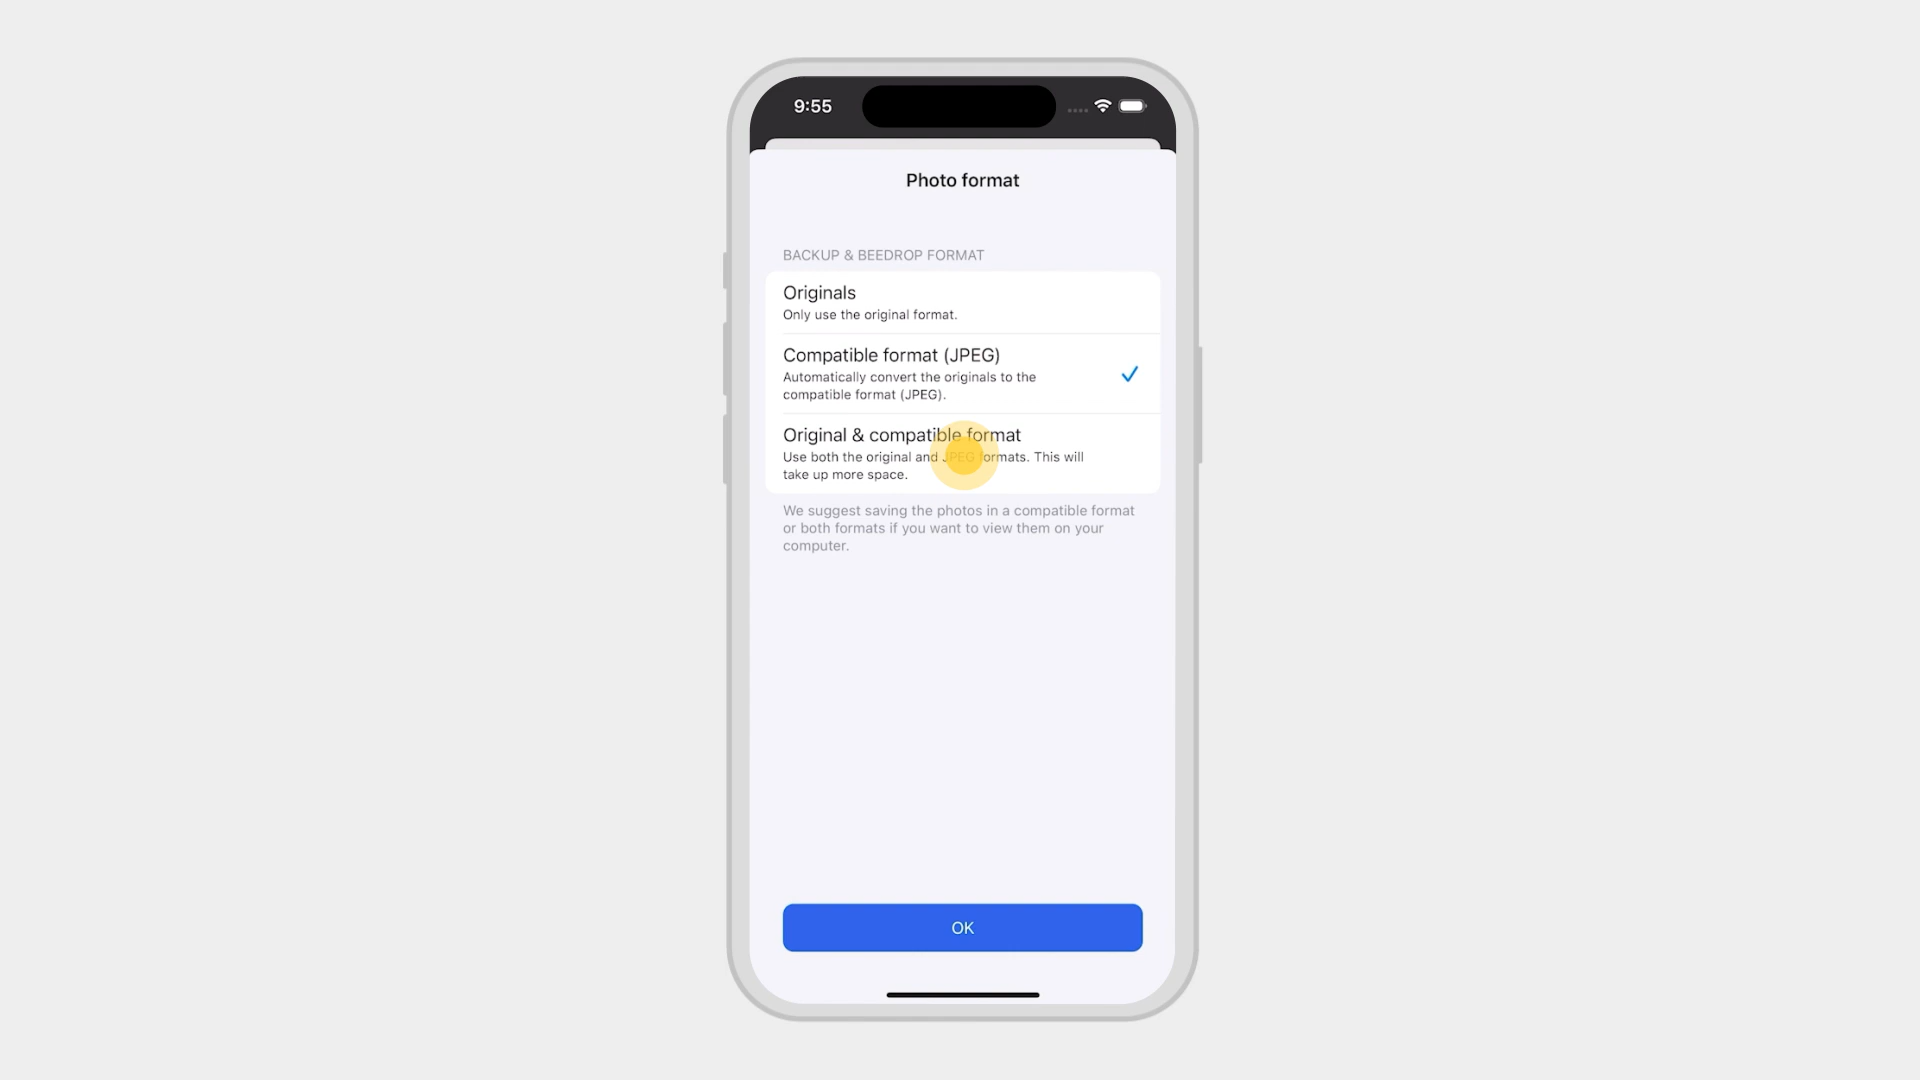 9:55
Photo format
BACKUP & BEEDROP FORMAT
Originals
Only use the original format.
Compatible format (JPEG)
Automatically convert the originals to the
compatible format (JPEG).
Original & compatible format
Use both the original and JPEG formats. This will
take up more space.
We suggest saving the photos in a compatible format
or both formats if you want to view them on your
computer.
OK